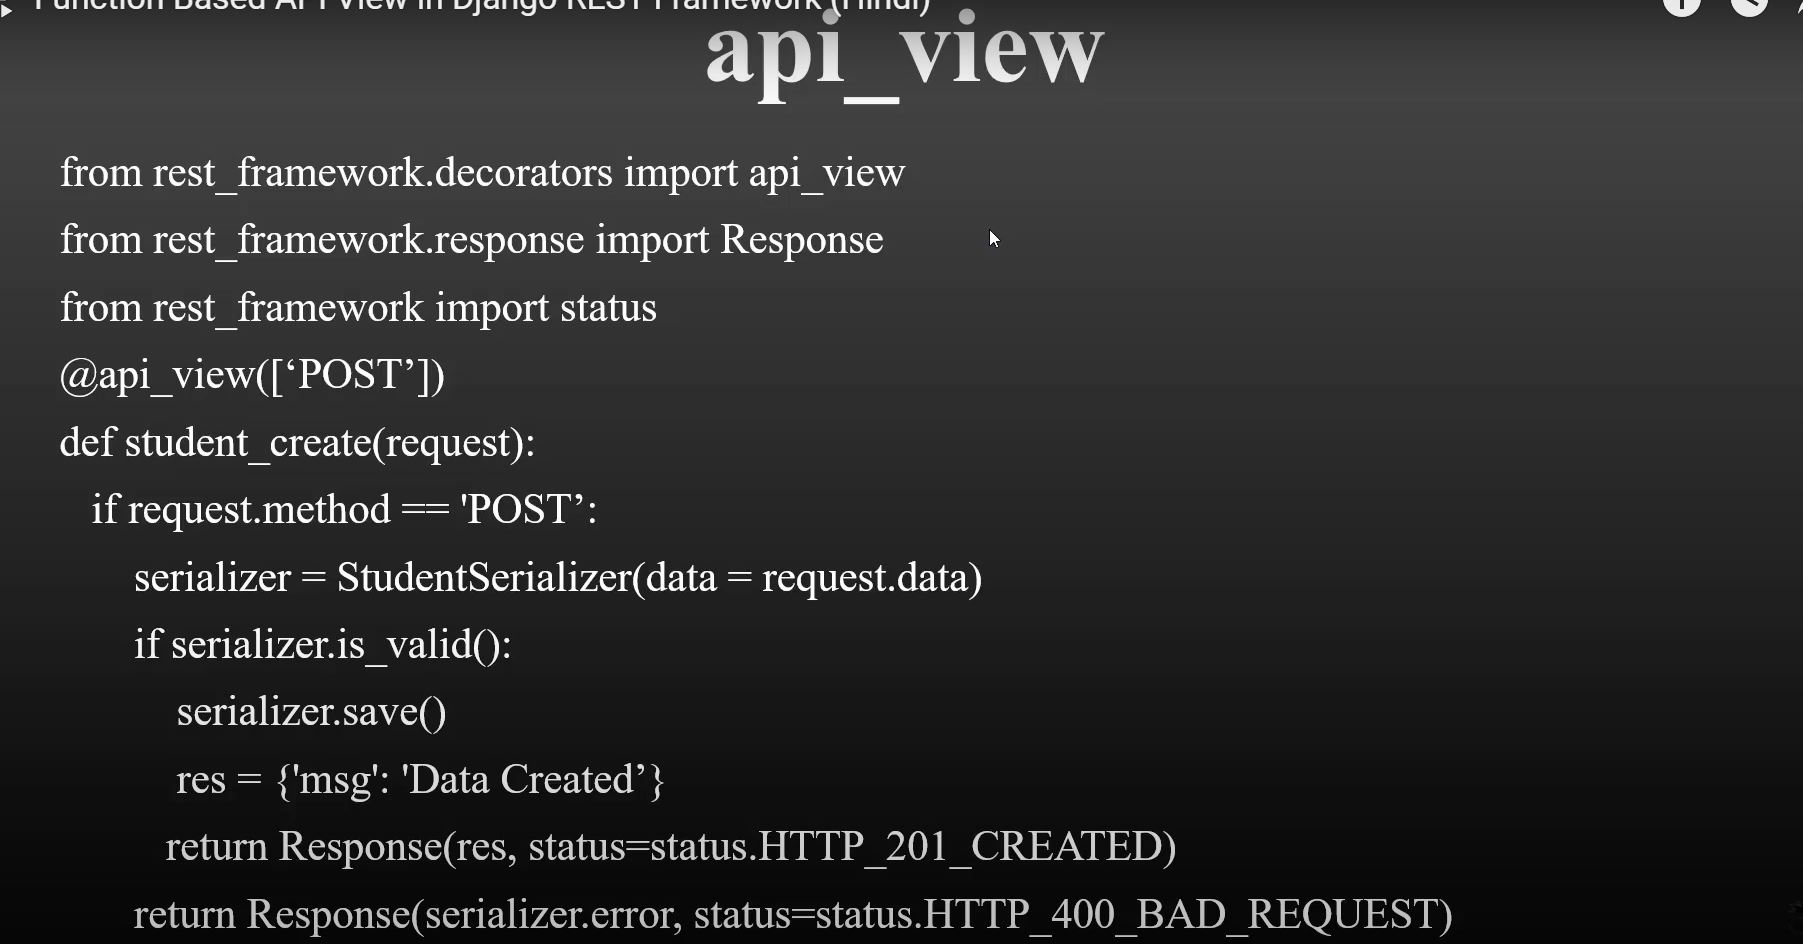 Function Based API View in Django REST Framework (Hindi)
api_view
from rest_framework.decorators import api_view
from rest_framework.response import Response
from rest_framework import status
@api_view([‘POST’])
def student_create(request):
if request.method == 'POST’:
serializer = StudentSerializer(data = request.data)
if serializer.is_valid():
serializer.save()
res = {'msg': 'Data Created’}
return Response(res, status=status.HTTP_201_CREATED)
return Response(serializer.error, status=status.HTTP_400_BAD_REQUEST)